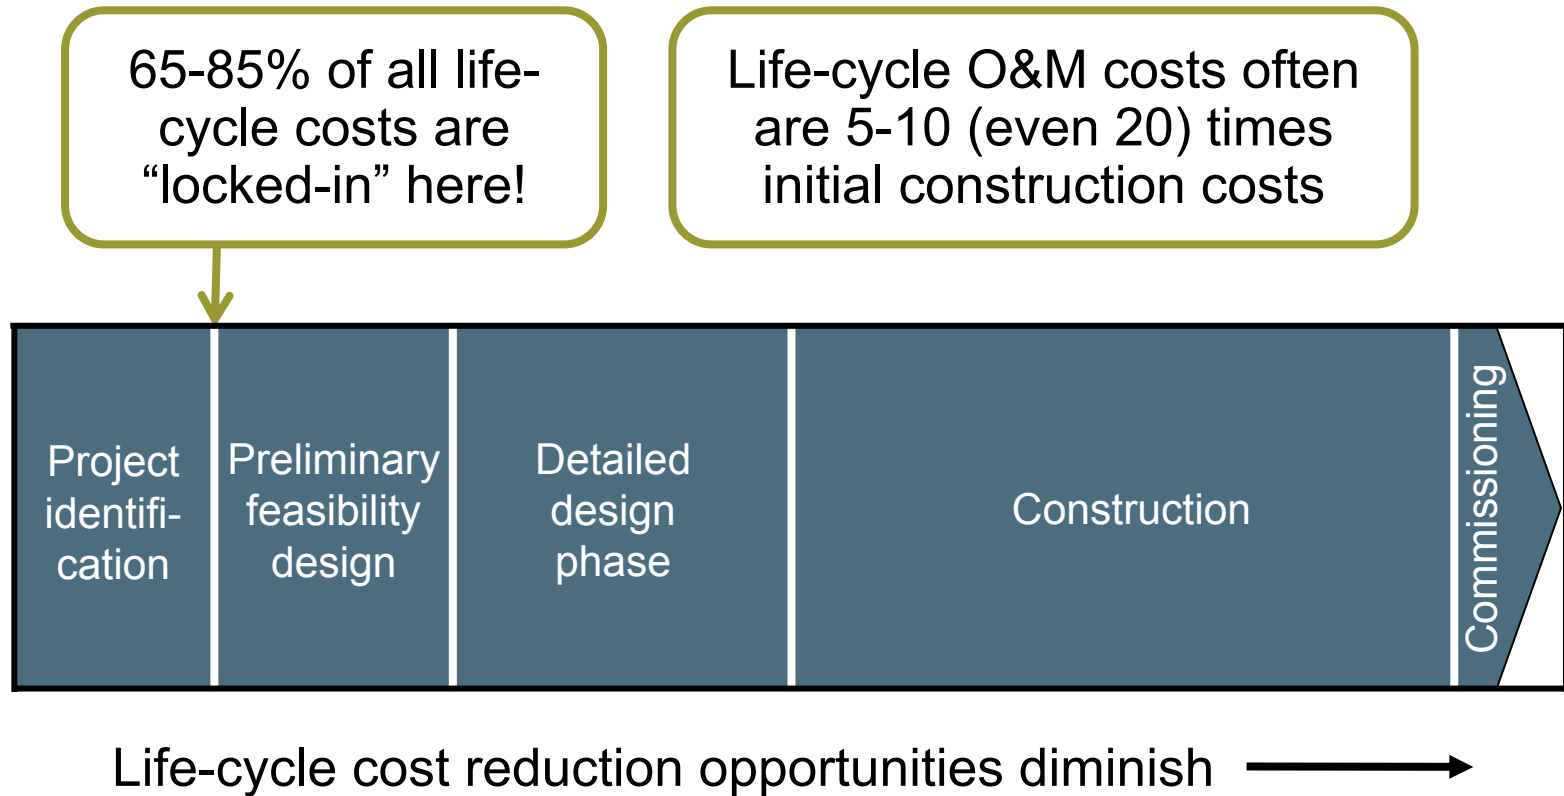 65-85% of all life-
cycle costs are
“locked-in” here!
Life-cycle O&M costs often
are 5-10 (even 20) times
initial construction costs
Project
identifi-
cation
Preliminary
feasibility
design
Detailed
design
phase
Construction
Commissioning
Life-cycle cost reduction opportunities diminish